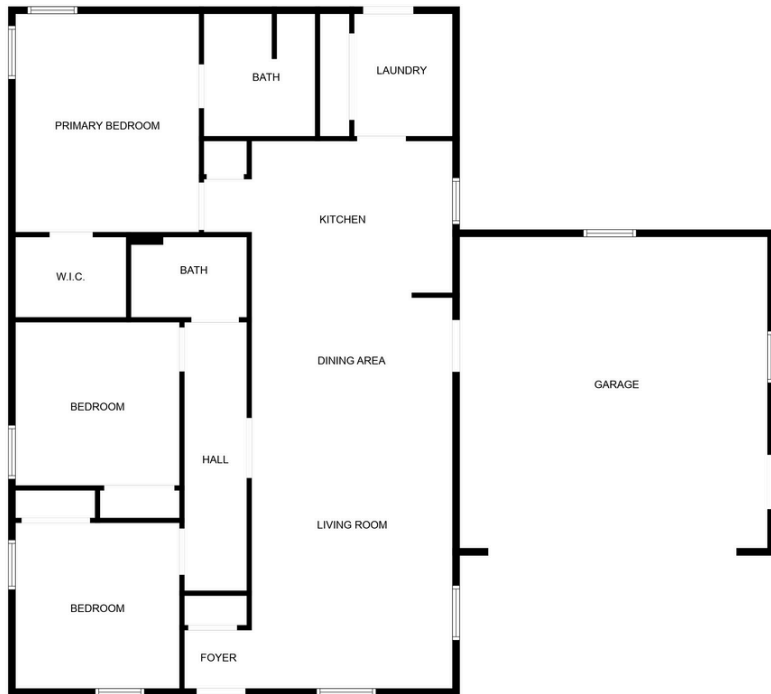 BATH
LAUNDRY
PRIMARY BEDROOM
KITCHEN
W.I.C.
BATH
DINING AREA
GARAGE
BEDROOM
HALL
LIVING ROOM
BEDROOM
FOYER